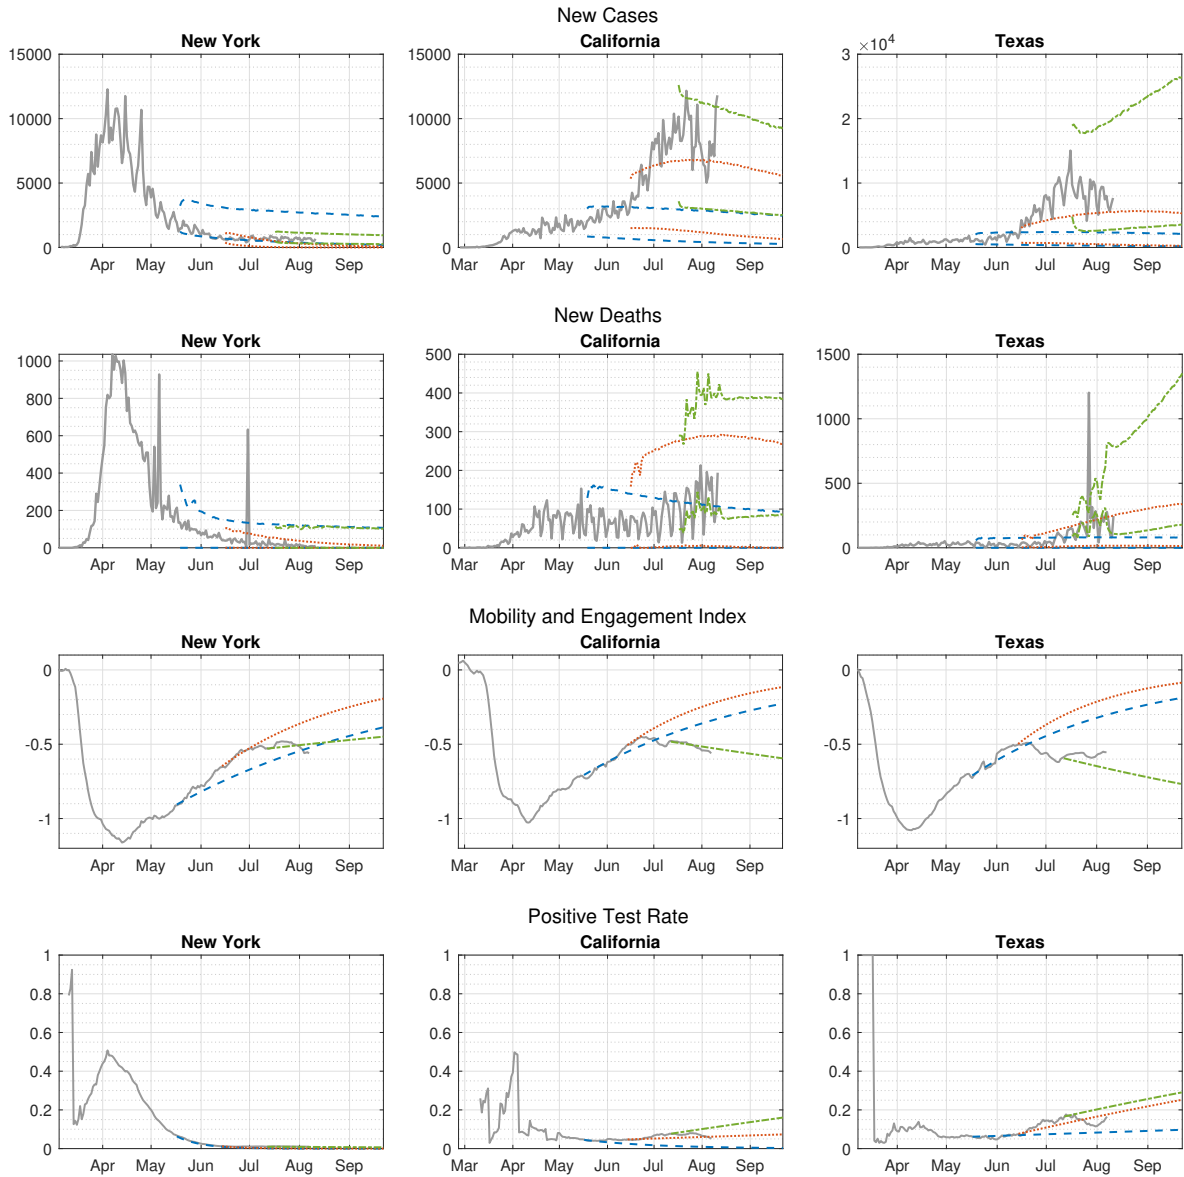 New Cases
New York California Texas
15000 15000 3 ×10⁴
10000 10000 2
5000 5000 1
0 0 0
Apr May Jun Jul Aug Sep Mar Apr May Jun Jul Aug Sep Apr May Jun Jul Aug Sep
New Deaths
New York California Texas
1000 500 1500
800 400 1000
600 300 500
400 200 0
200 100
0 0
Apr May Jun Jul Aug Sep Mar Apr May Jun Jul Aug Sep Apr May Jun Jul Aug Sep
Mobility and Engagement Index
New York California Texas
0 0 0
-0.5 -0.5 -0.5
-1 -1 -1
Apr May Jun Jul Aug Sep Mar Apr May Jun Jul Aug Sep Apr May Jun Jul Aug Sep
Positive Test Rate
New York California Texas
1 1 1
0.8 0.8 0.8
0.6 0.6 0.6
0.4 0.4 0.4
0.2 0.2 0.2
0 0 0
Apr May Jun Jul Aug Sep Mar Apr May Jun Jul Aug Sep Apr May Jun Jul Aug Sep